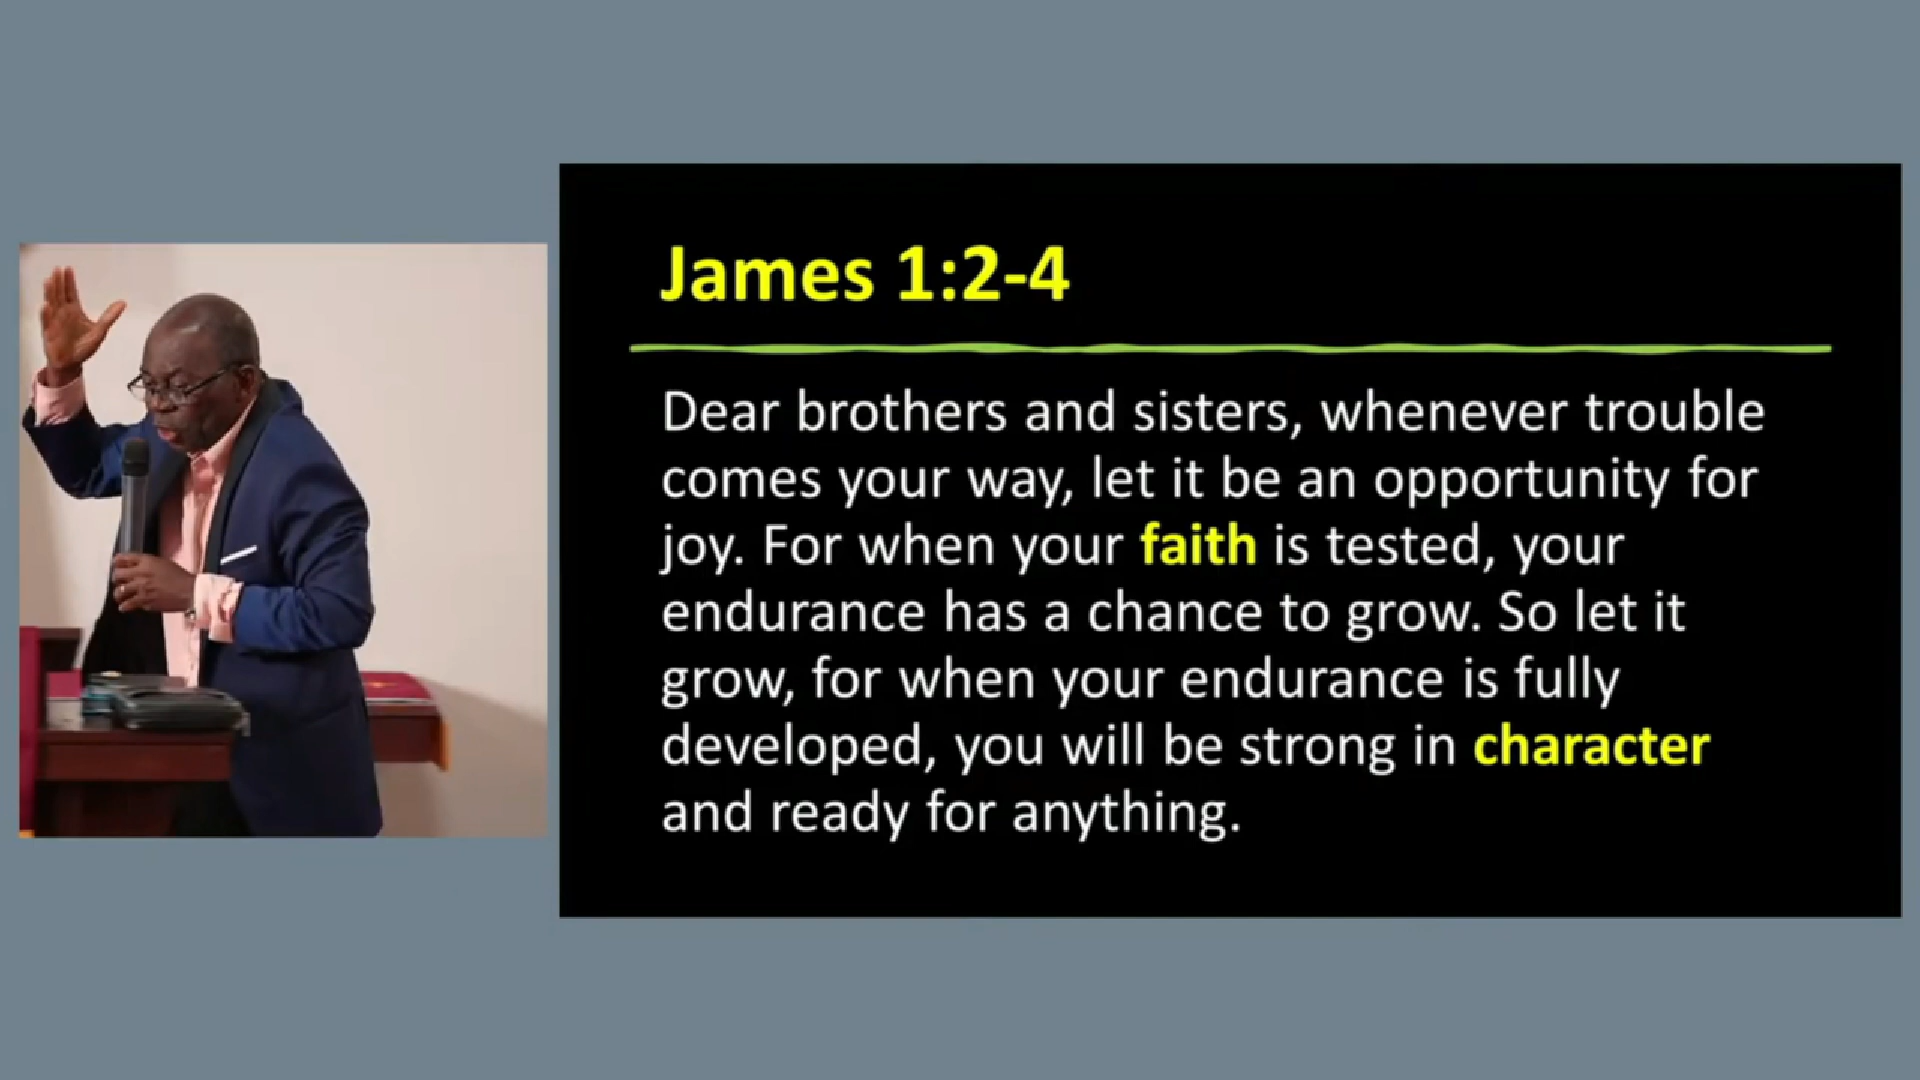 James 1:2-4
Dear brothers and sisters, whenever trouble
comes your way, let it be an opportunity for
joy. For when your faith is tested, your
endurance has a chance to grow. So let it
grow, for when your endurance is fully
developed, you will be strong in character
and ready for anything.